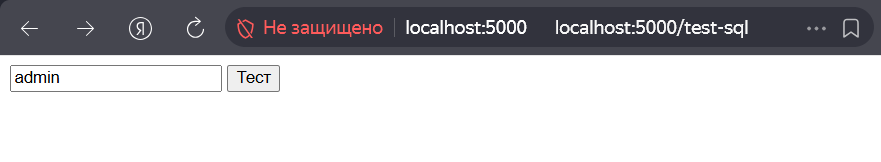 Не защищено localhost:5000 localhost:5000/test-sql
admin Тест